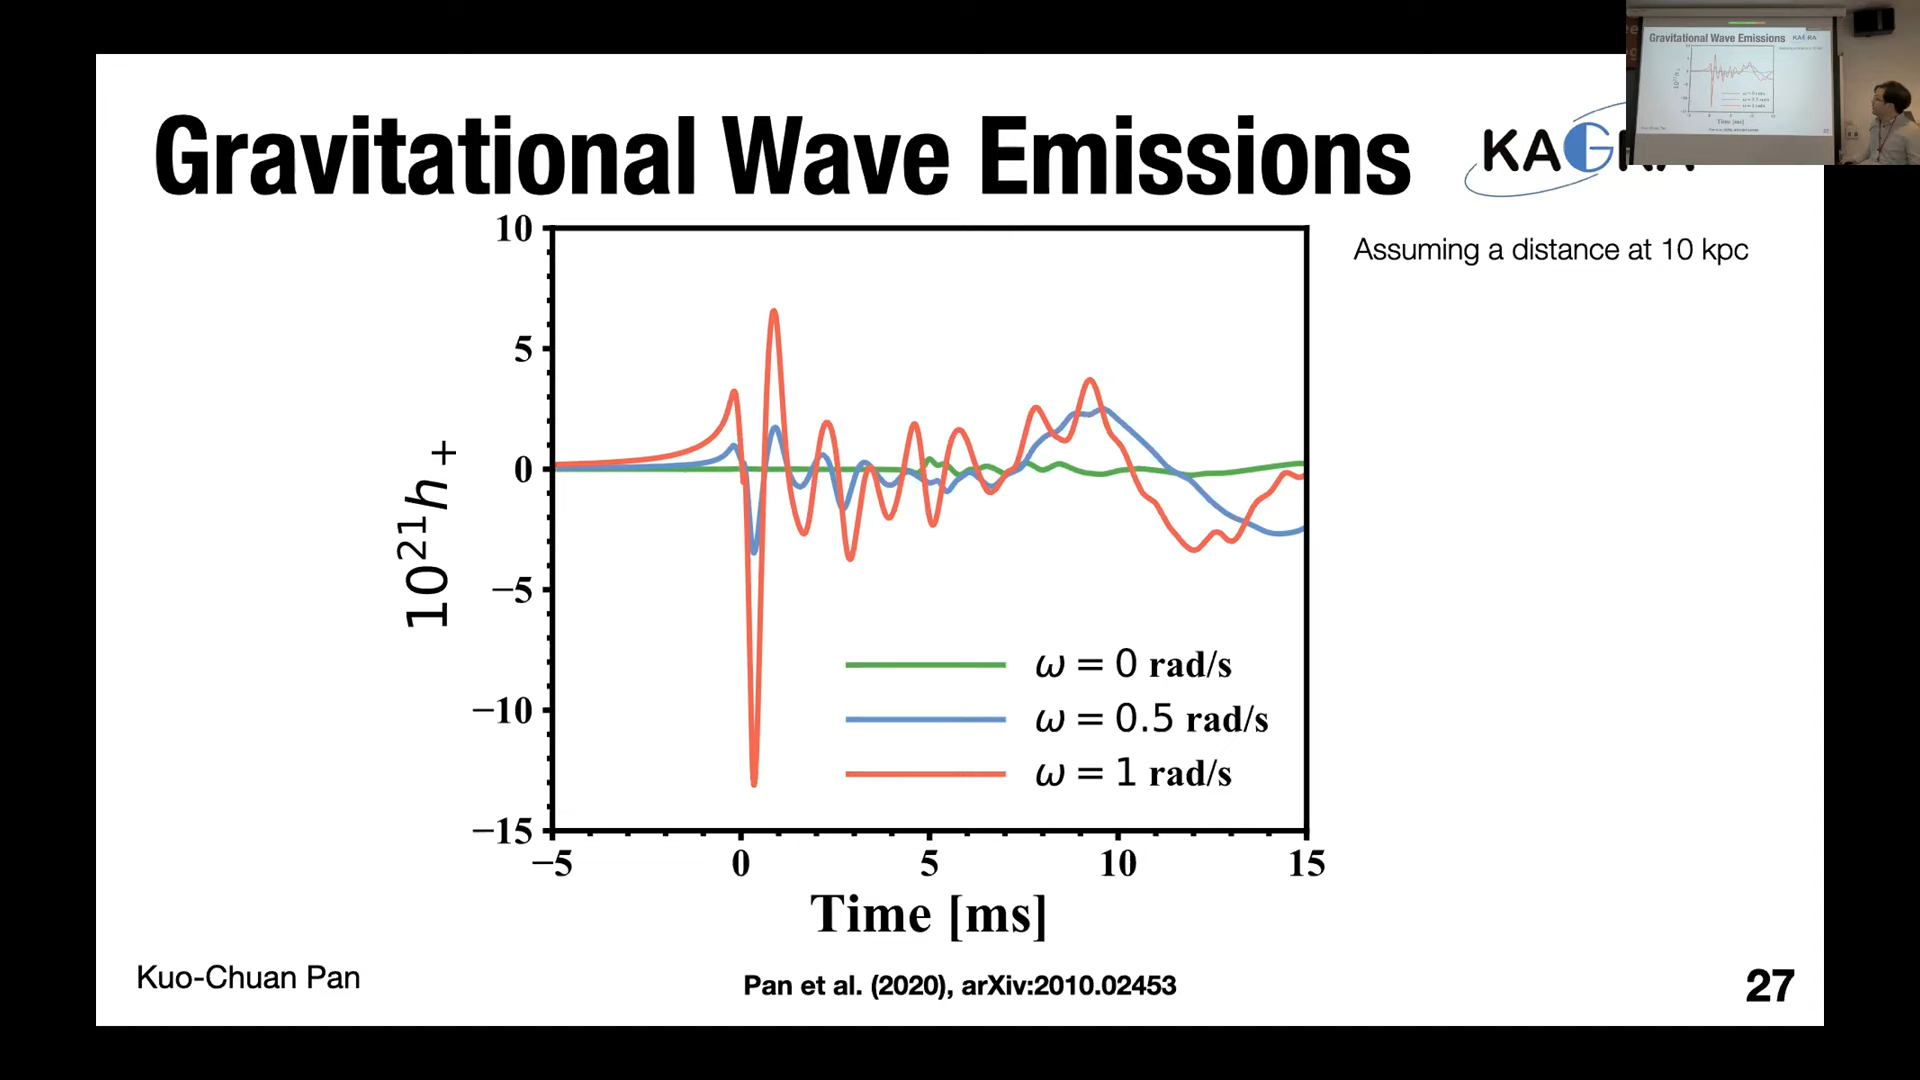 Gravitational Wave Emissions
KAGRA
Assuming a distance at 10 kpc
10
5
0
−5
−10
−15
10²¹h₊
ω = 0 rad/s
ω = 0.5 rad/s
ω = 1 rad/s
−5 0 5 10 15
Time [ms]
Kuo-Chuan Pan
Pan et al. (2020), arXiv:2010.02453
27
Gravitational Wave Emissions
KAGRA